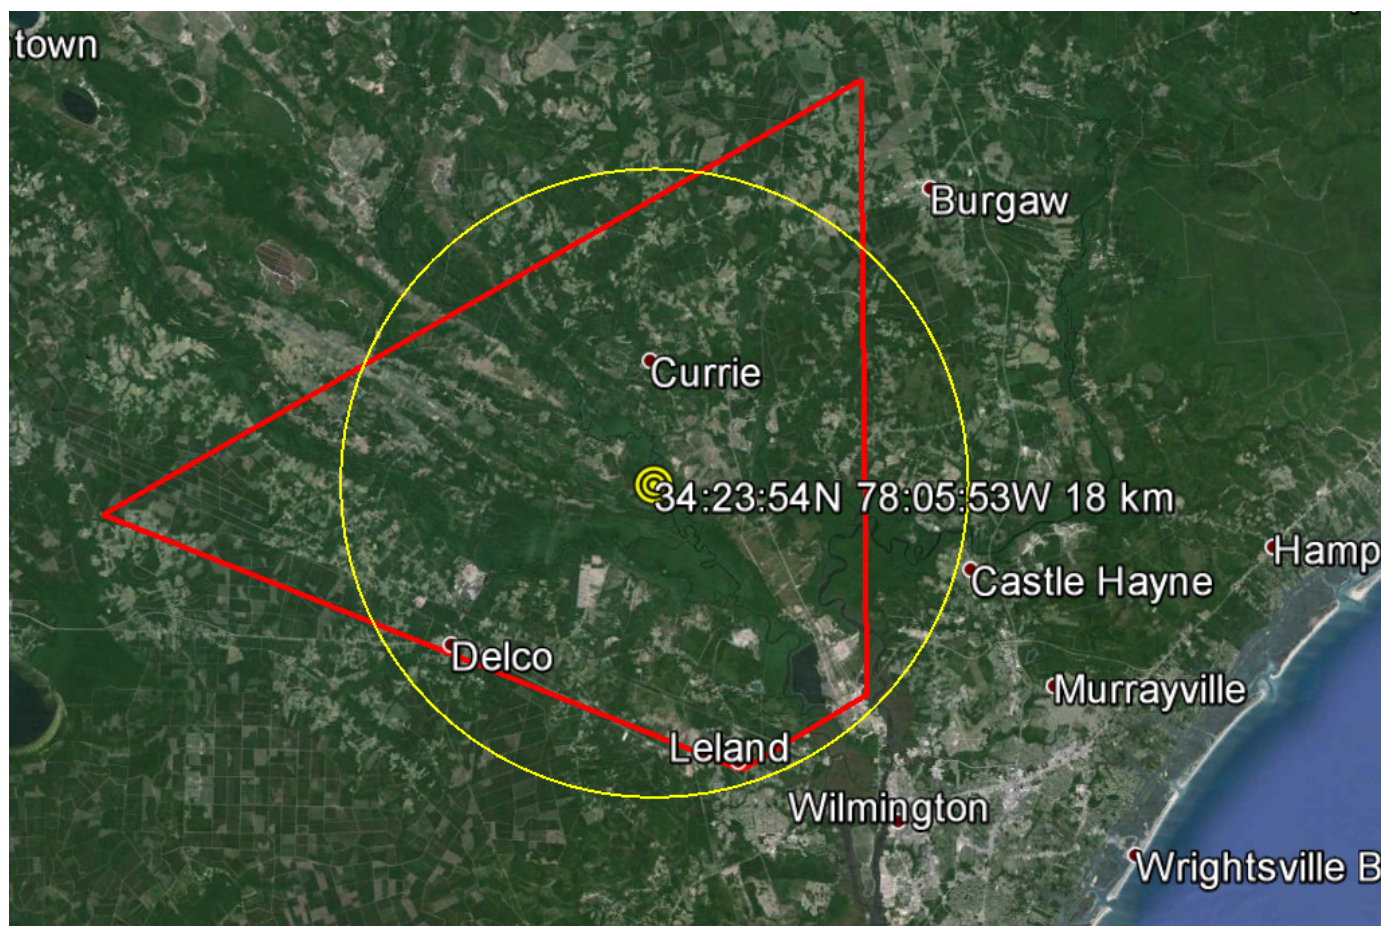 town
Burgaw
Currie
34:23:54N 78:05:53W 18 km
Hamp
Castle Hayne
Delco
Murrayville
Leland
Wilmington
Wrightsville B